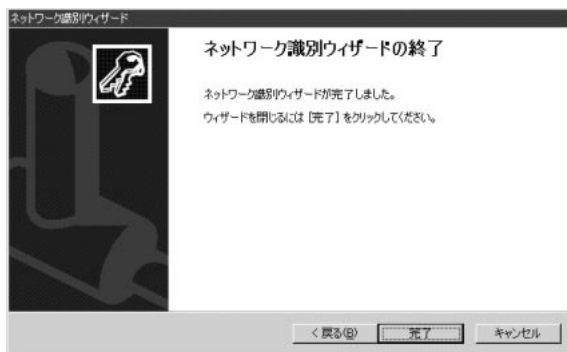 ネットワーク識別ウィザード
ネットワーク識別ウィザードの終了
ネットワーク識別ウィザードが完了しました。
ウィザードを閉じるには [完了] をクリックしてください。
< 戻る(B)
完了
キャンセル